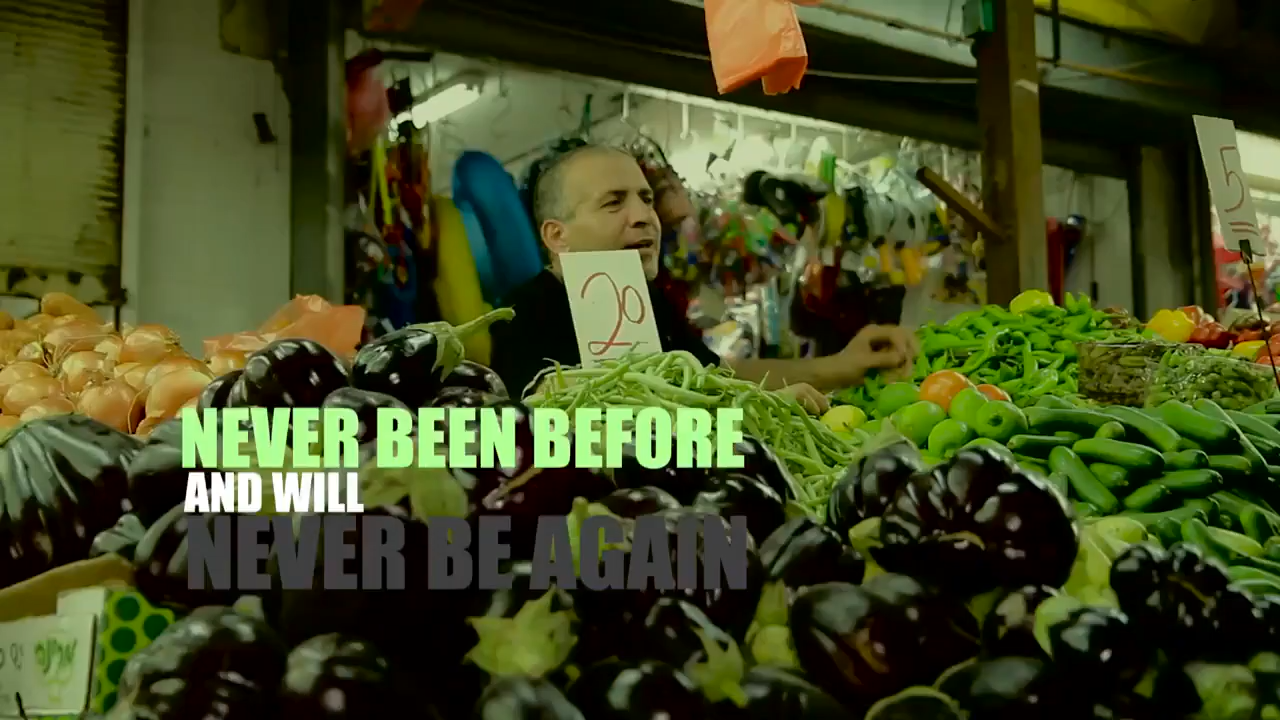 5
20
NEVER BEEN BEFORE
AND WILL
NEVER BE AGAIN